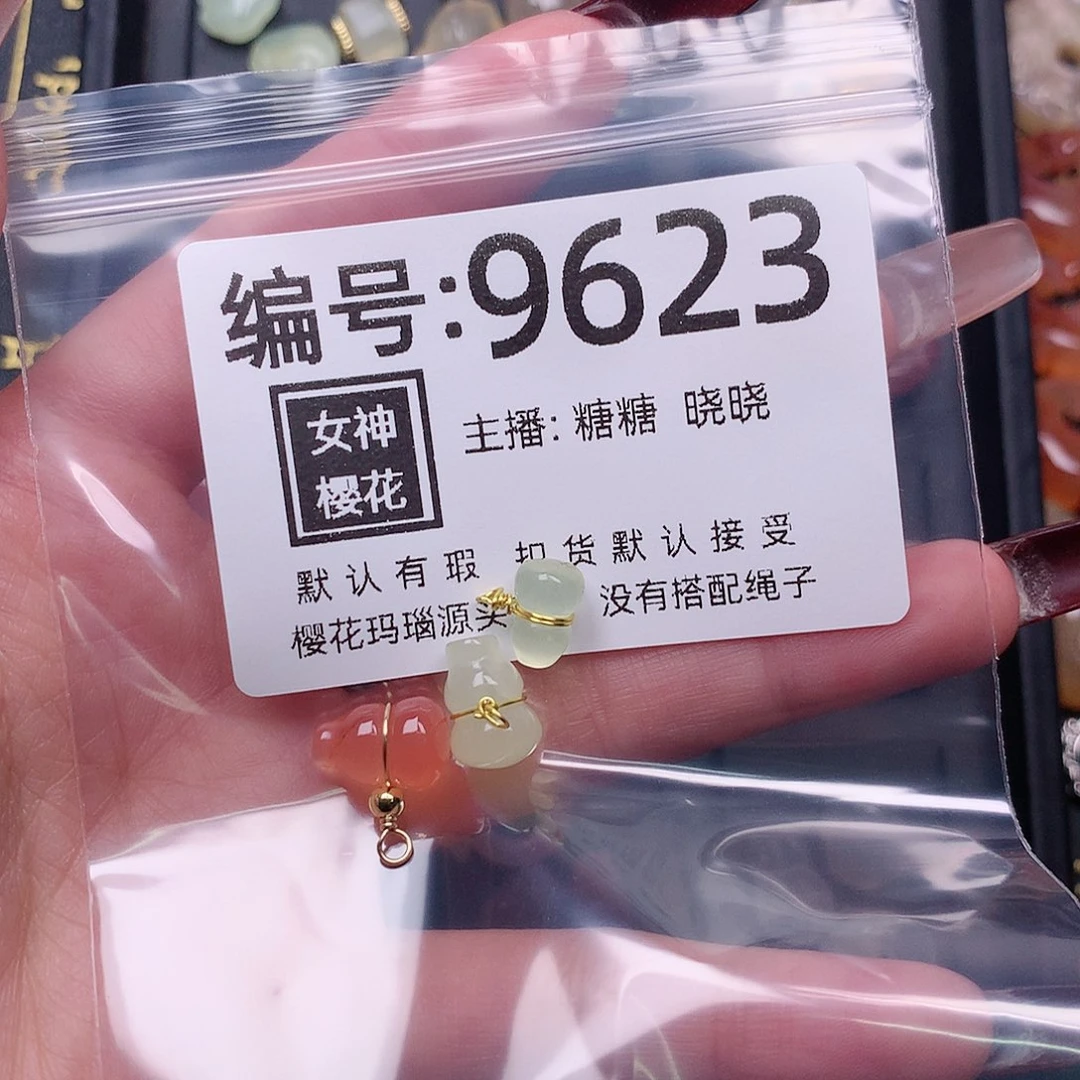 编号:9623
女神
樱花
主播: 糖糖 晓晓
默认有瑕 扣货默认接受
樱花玛瑙源头 没有搭配绳子